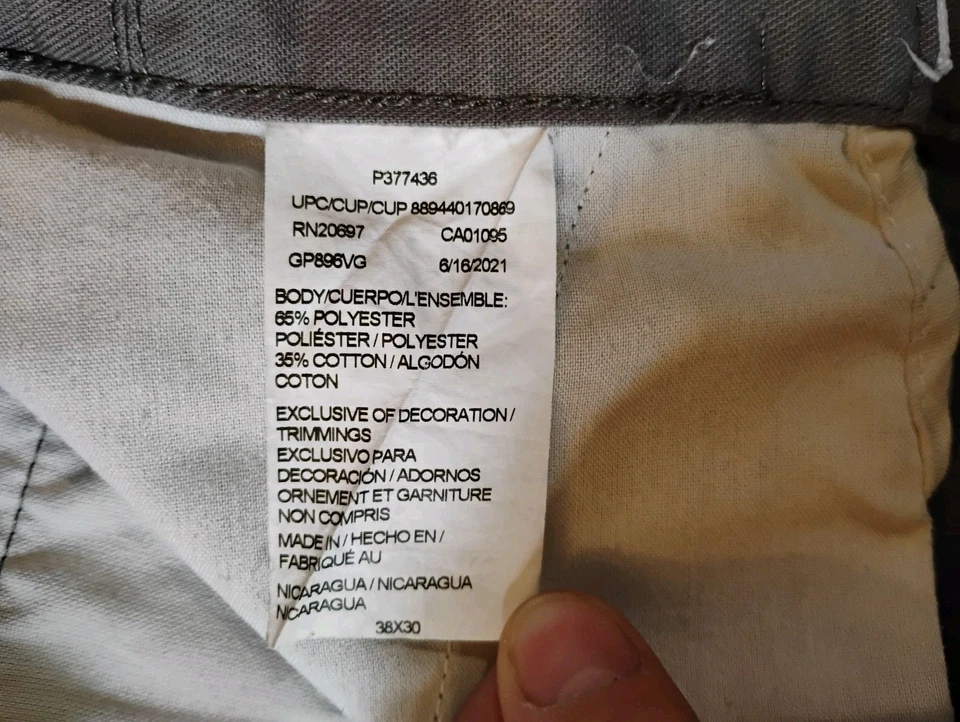 P377436
UPC/CUP/CUP 889440170869
RN20697 CA01095
GP896VG 6/16/2021
BODY/CUERPO/L'ENSEMBLE:
65% POLYESTER
POLIÉSTER / POLYESTER
35% COTTON / ALGODÓN
COTON
EXCLUSIVE OF DECORATION /
TRIMMINGS
EXCLUSIVO PARA
DECORACIÓN / ADORNOS
ORNEMENT ET GARNITURE
NON COMPRIS
MADE IN / HECHO EN /
FABRIQUÉ AU
NICARAGUA / NICARAGUA
NICARAGUA
38X30